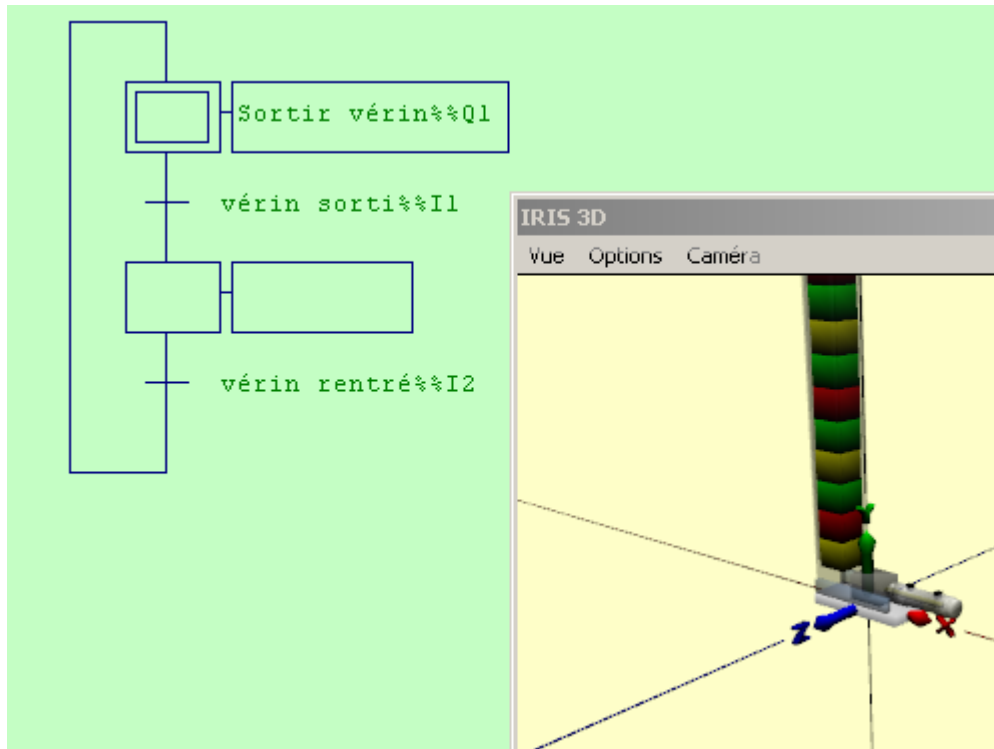 Sortir vérin%%Q1
vérin sorti%%I1
vérin rentré%%I2
IRIS 3D
Vue Options Caméra
Y
Z
X